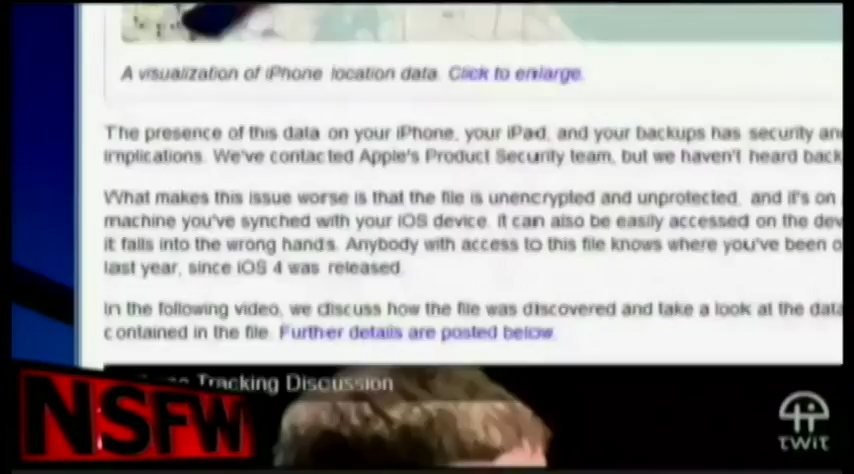 A visualization of iPhone location data. Click to enlarge.
The presence of this data on your iPhone, your iPad, and your backups has security and
implications. We've contacted Apple's Product Security team, but we haven't heard back
What makes this issue worse is that the file is unencrypted and unprotected, and it's on
machine you've synched with your iOS device. It can also be easily accessed on the dev
it falls into the wrong hands. Anybody with access to this file knows where you've been o
last year, since iOS 4 was released.
In the following video, we discuss how the file was discovered and take a look at the data
contained in the file. Further details are posted below.
Tracking Discussion
NSFW
TWiT